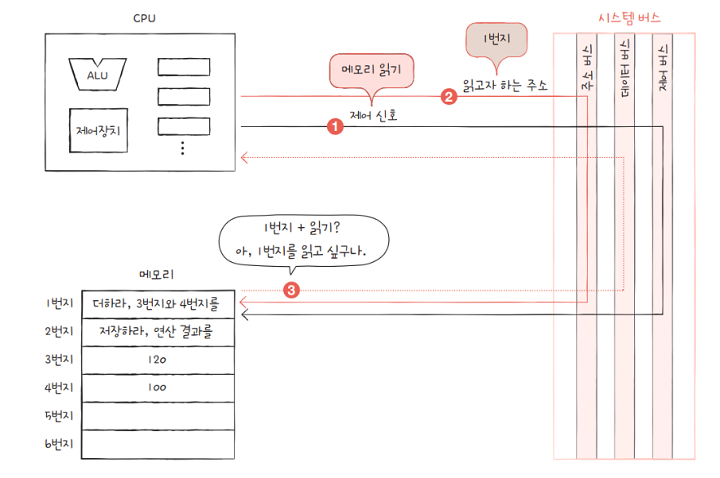 CPU
시스템 버스
ALU
제어장치
메모리 읽기
1번지
읽고자 하는 주소
2
제어 신호
1
주소 버스
데이터 버스
제어 버스
1번지 + 읽기?
아, 1번지를 읽고 싶구나.
3
메모리
1번지 더하라, 3번지와 4번지를
2번지 저장하라, 연산 결과를
3번지 120
4번지 100
5번지
6번지